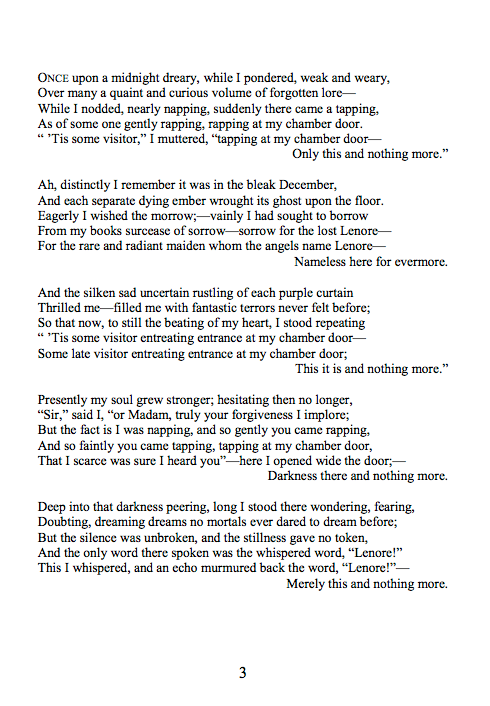 ONCE upon a midnight dreary, while I pondered, weak and weary,
Over many a quaint and curious volume of forgotten lore—
While I nodded, nearly napping, suddenly there came a tapping,
As of some one gently rapping, rapping at my chamber door.
“ ’Tis some visitor,” I muttered, “tapping at my chamber door—
Only this and nothing more.”
Ah, distinctly I remember it was in the bleak December,
And each separate dying ember wrought its ghost upon the floor.
Eagerly I wished the morrow;—vainly I had sought to borrow
From my books surcease of sorrow—sorrow for the lost Lenore—
For the rare and radiant maiden whom the angels name Lenore—
Nameless here for evermore.
And the silken sad uncertain rustling of each purple curtain
Thrilled me—filled me with fantastic terrors never felt before;
So that now, to still the beating of my heart, I stood repeating
“ ’Tis some visitor entreating entrance at my chamber door—
Some late visitor entreating entrance at my chamber door;
This it is and nothing more.”
Presently my soul grew stronger; hesitating then no longer,
“Sir,” said I, “or Madam, truly your forgiveness I implore;
But the fact is I was napping, and so gently you came rapping,
And so faintly you came tapping, tapping at my chamber door,
That I scarce was sure I heard you”—here I opened wide the door;—
Darkness there and nothing more.
Deep into that darkness peering, long I stood there wondering, fearing,
Doubting, dreaming dreams no mortals ever dared to dream before;
But the silence was unbroken, and the stillness gave no token,
And the only word there spoken was the whispered word, “Lenore!”
This I whispered, and an echo murmured back the word, “Lenore!”—
Merely this and nothing more.
3